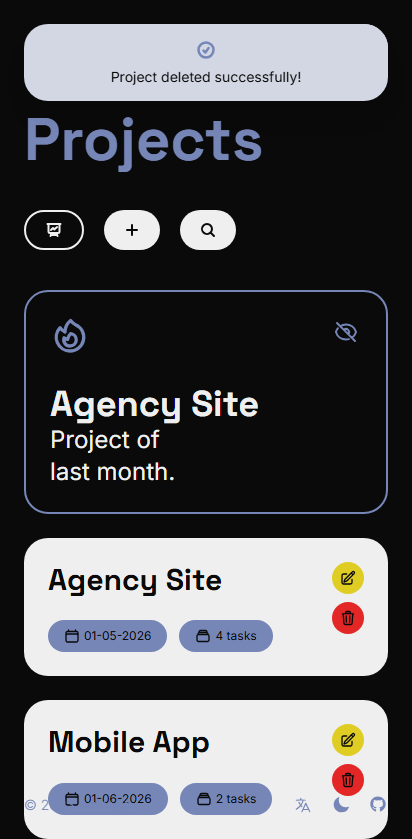 Project deleted successfully!
Projects
Agency Site
Project of
last month.
Agency Site
01-05-2026
4 tasks
Mobile App
01-06-2026
2 tasks
© 2